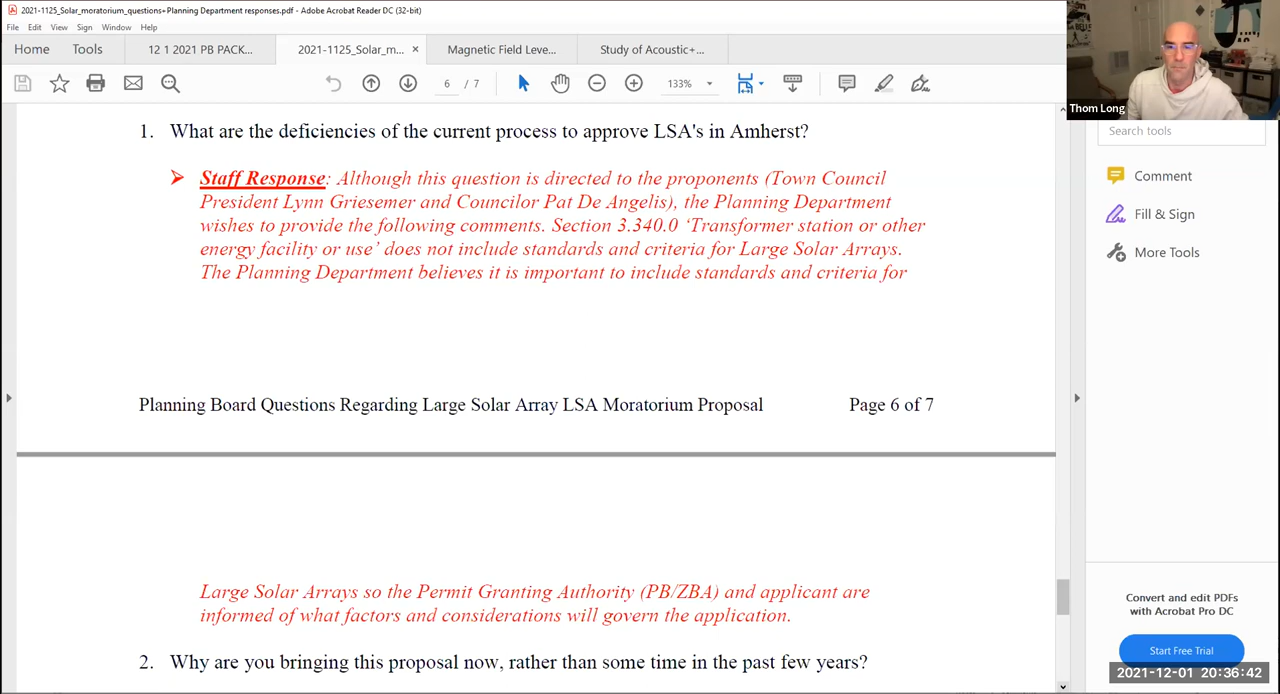 2021-1125_Solar_moratorium_questions+Planning Department responses.pdf - Adobe Acrobat Reader DC (32-bit)
File Edit View Sign Window Help
Home Tools 12 1 2021 PB PACK... 2021-1125_Solar_m... × Magnetic Field Leve... Study of Acoustic+...
6 / 7 133%
Thom Long
Search tools
Comment
Fill & Sign
More Tools
1. What are the deficiencies of the current process to approve LSA's in Amherst?
➢ Staff Response: Although this question is directed to the proponents (Town Council
President Lynn Griesemer and Councilor Pat De Angelis), the Planning Department
wishes to provide the following comments. Section 3.340.0 ‘Transformer station or other
energy facility or use’ does not include standards and criteria for Large Solar Arrays.
The Planning Department believes it is important to include standards and criteria for
Planning Board Questions Regarding Large Solar Array LSA Moratorium Proposal Page 6 of 7
Large Solar Arrays so the Permit Granting Authority (PB/ZBA) and applicant are
informed of what factors and considerations will govern the application.
2. Why are you bringing this proposal now, rather than some time in the past few years?
Convert and edit PDFs
with Acrobat Pro DC
Start Free Trial
2021-12-01 20:36:42